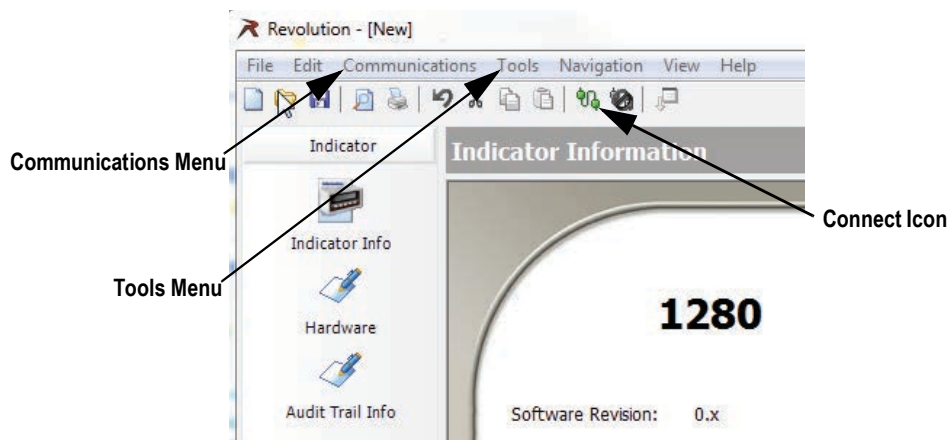 Revolution - [New]
File Edit Communications Tools Navigation View Help
Indicator
Indicator Information
Communications Menu
Indicator Info
Connect Icon
Tools Menu
Hardware
1280
Audit Trail Info
Software Revision: 0.x